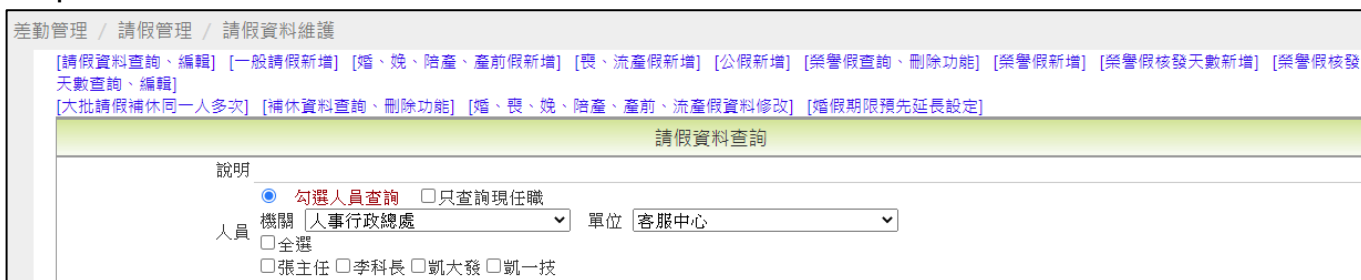 差勤管理 / 請假管理 / 請假資料維護
[請假資料查詢、編輯] [一般請假新增] [婚、娩、陪產、產前假新增] [喪、流產假新增] [公假新增] [榮譽假查詢、刪除功能] [榮譽假新增] [榮譽假核發天數新增] [榮譽假核發
天數查詢、編輯]
[大批請假補休同一人多次] [補休資料查詢、刪除功能] [婚、喪、娩、陪產、產前、流產假資料修改] [婚假期限預先延長設定]
請假資料查詢
說明
勾選人員查詢 只查詢現任職
人員 機關 人事行政總處 單位 客服中心
全選
張主任 李科長 凱大發 凱一技